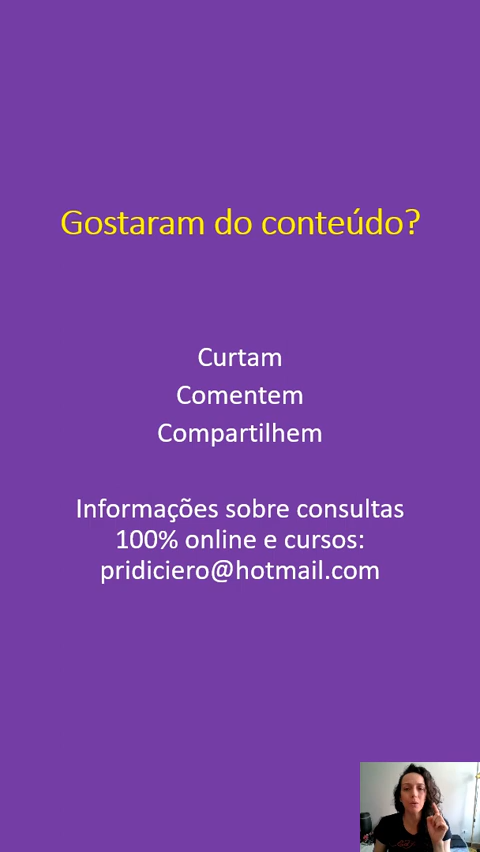 Gostaram do conteúdo?
Curtam
Comentem
Compartilhem
Informações sobre consultas
100% online e cursos:
pridiciero@hotmail.com